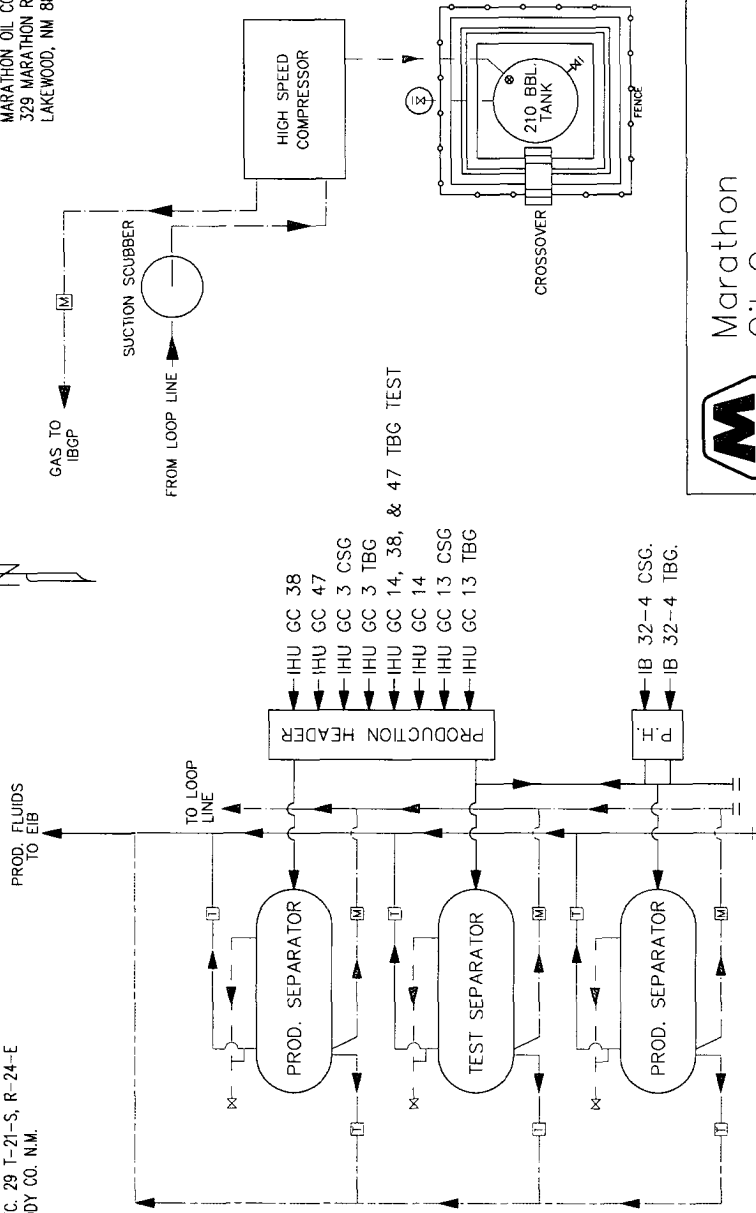 C. 29 T-21-S, R-24-E
DY CO. N.M.
PROD. FLUIDS
TO EIB
TO LOOP
LINE
T
PROD. SEPARATOR
M
T
T
TEST SEPARATOR
M
T
T
PROD. SEPARATOR
M
T
PRODUCTION HEADER
IHU GC 38
IHU GC 47
IHU GC 3 CSG
IHU GC 3 TBG
IHU GC 14, 38, & 47 TBG TEST
IHU GC 14
IHU GC 13 CSG
IHU GC 13 TBG
P.H.
IB 32-4 CSG.
IB 32-4 TBG.
MARATHON OIL CO
329 MARATHON R
LAKEWOOD, NM 8
GAS TO
IBGP
M
SUCTION SCUBBER
FROM LOOP LINE
HIGH SPEED
COMPRESSOR
210 BBL.
TANK
CROSSOVER
FENCE
M
Marathon